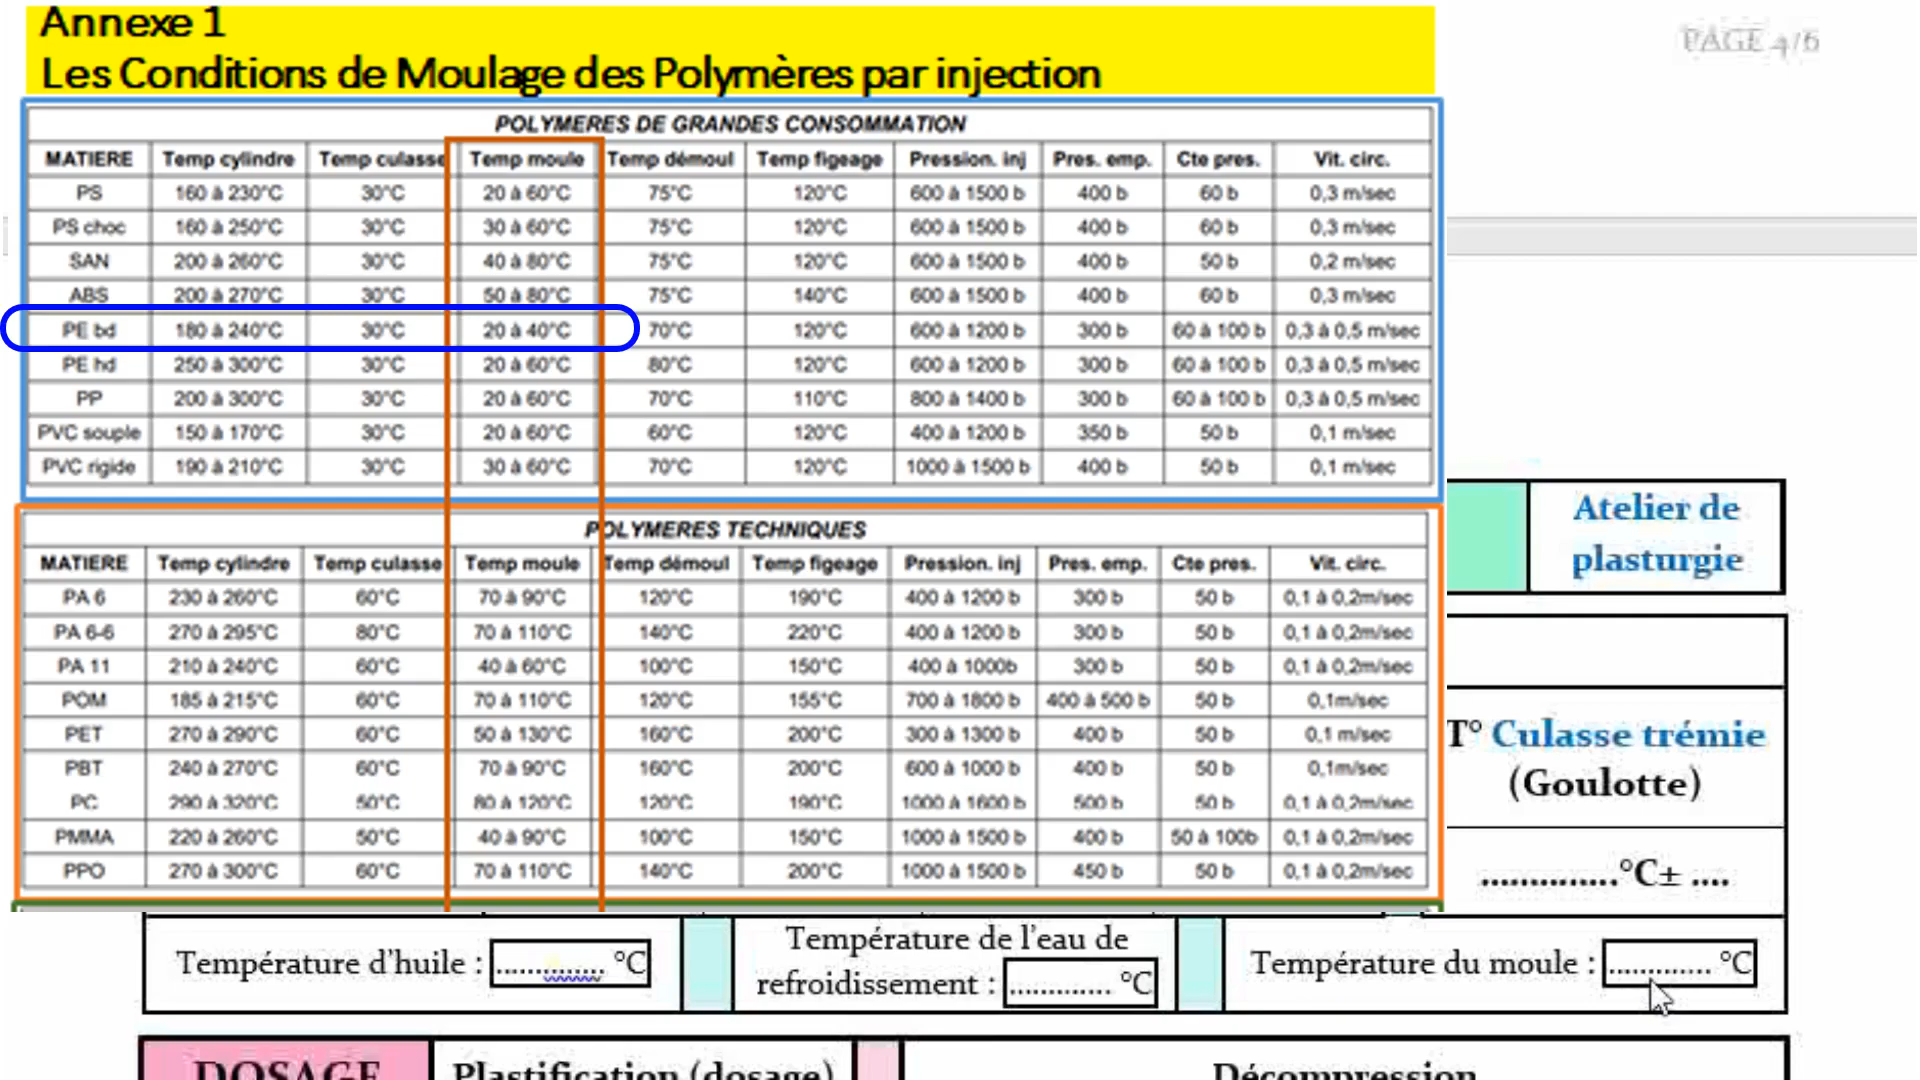 Annexe 1
Les Conditions de Moulage des Polymères par injection
PAGE 4/6
POLYMERES DE GRANDES CONSOMMATION
MATIERE Temp cylindre Temp culasse Temp moule Temp démoul Temp figeage Pression. inj Pres. emp. Cte pres. Vit. circ.
PS 160 à 230°C 30°C 20 à 60°C 75°C 120°C 600 à 1500 b 400 b 60 b 0,3 m/sec
PS choc 160 à 250°C 30°C 30 à 60°C 75°C 120°C 600 à 1500 b 400 b 60 b 0,3 m/sec
SAN 200 à 260°C 30°C 40 à 80°C 75°C 120°C 600 à 1500 b 400 b 50 b 0,2 m/sec
ABS 200 à 270°C 30°C 50 à 80°C 75°C 140°C 600 à 1500 b 400 b 60 b 0,3 m/sec
PE bd 180 à 240°C 30°C 20 à 40°C 70°C 120°C 600 à 1200 b 300 b 60 à 100 b 0,3 à 0,5 m/sec
PE hd 250 à 300°C 30°C 20 à 60°C 80°C 120°C 600 à 1200 b 300 b 60 à 100 b 0,3 à 0,5 m/sec
PP 200 à 300°C 30°C 20 à 60°C 70°C 110°C 800 à 1400 b 300 b 60 à 100 b 0,3 à 0,5 m/sec
PVC souple 150 à 170°C 30°C 20 à 60°C 60°C 120°C 400 à 1200 b 350 b 50 b 0,1 m/sec
PVC rigide 190 à 210°C 30°C 30 à 60°C 70°C 120°C 1000 à 1500 b 400 b 50 b 0,1 m/sec
POLYMERES TECHNIQUES
MATIERE Temp cylindre Temp culasse Temp moule Temp démoul Temp figeage Pression. inj Pres. emp. Cte pres. Vit. circ.
PA 6 230 à 260°C 60°C 70 à 90°C 120°C 190°C 400 à 1200 b 300 b 50 b 0,1 à 0,2m/sec
PA 6-6 270 à 295°C 80°C 70 à 110°C 140°C 220°C 400 à 1200 b 300 b 50 b 0,1 à 0,2m/sec
PA 11 210 à 240°C 60°C 40 à 60°C 100°C 150°C 400 à 1000b 300 b 50 b 0,1 à 0,2m/sec
POM 185 à 215°C 60°C 70 à 110°C 120°C 155°C 700 à 1800 b 400 à 500 b 50 b 0,1m/sec
PET 270 à 290°C 60°C 50 à 130°C 160°C 200°C 300 à 1300 b 400 b 50 b 0,1 m/sec
PBT 240 à 270°C 60°C 70 à 90°C 160°C 200°C 600 à 1000 b 400 b 50 b 0,1m/sec
PC 290 à 320°C 50°C 80 à 120°C 120°C 190°C 1000 à 1600 b 500 b 50 b 0,1 à 0,2m/sec
PMMA 220 à 260°C 50°C 40 à 90°C 100°C 150°C 1000 à 1500 b 400 b 50 à 100b 0,1 à 0,2m/sec
PPO 270 à 300°C 60°C 70 à 110°C 140°C 200°C 1000 à 1500 b 450 b 50 b 0,1 à 0,2m/sec
Atelier de
plasturgie
T° Culasse trémie
(Goulotte)
..............°C± ....
Température d'huile : .............. °C
Température de l'eau de
refroidissement : ............. °C
Température du moule : ............. °C
DOSAGE Plastification (dosage) Décompression